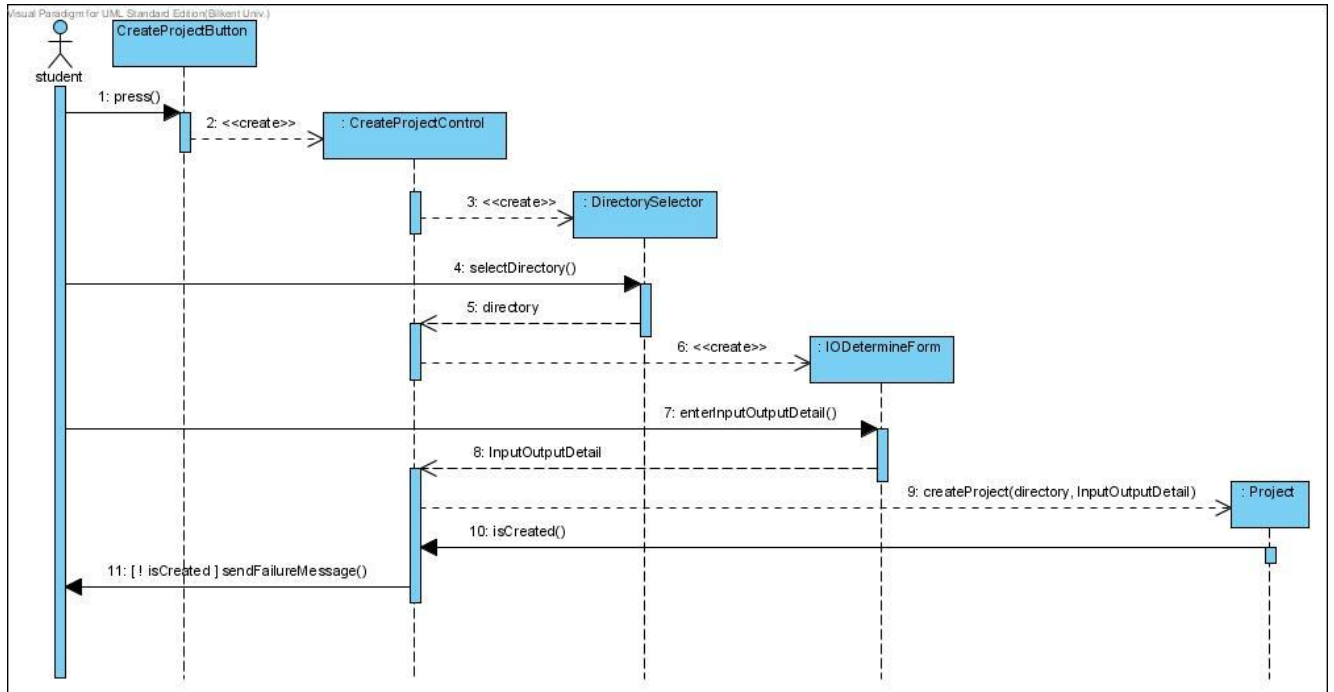 Visual Paradigm for UML Standard Edition(Bilkent Univ.)
student
CreateProjectButton
1: press()
2: <<create>>
: CreateProjectControl
3: <<create>>
: DirectorySelector
4: selectDirectory()
5: directory
6: <<create>>
: IODetermineForm
7: enterInputOutputDetail()
8: InputOutputDetail
9: createProject(directory, InputOutputDetail)
: Project
10: isCreated()
11: [ ! isCreated ] sendFailureMessage()